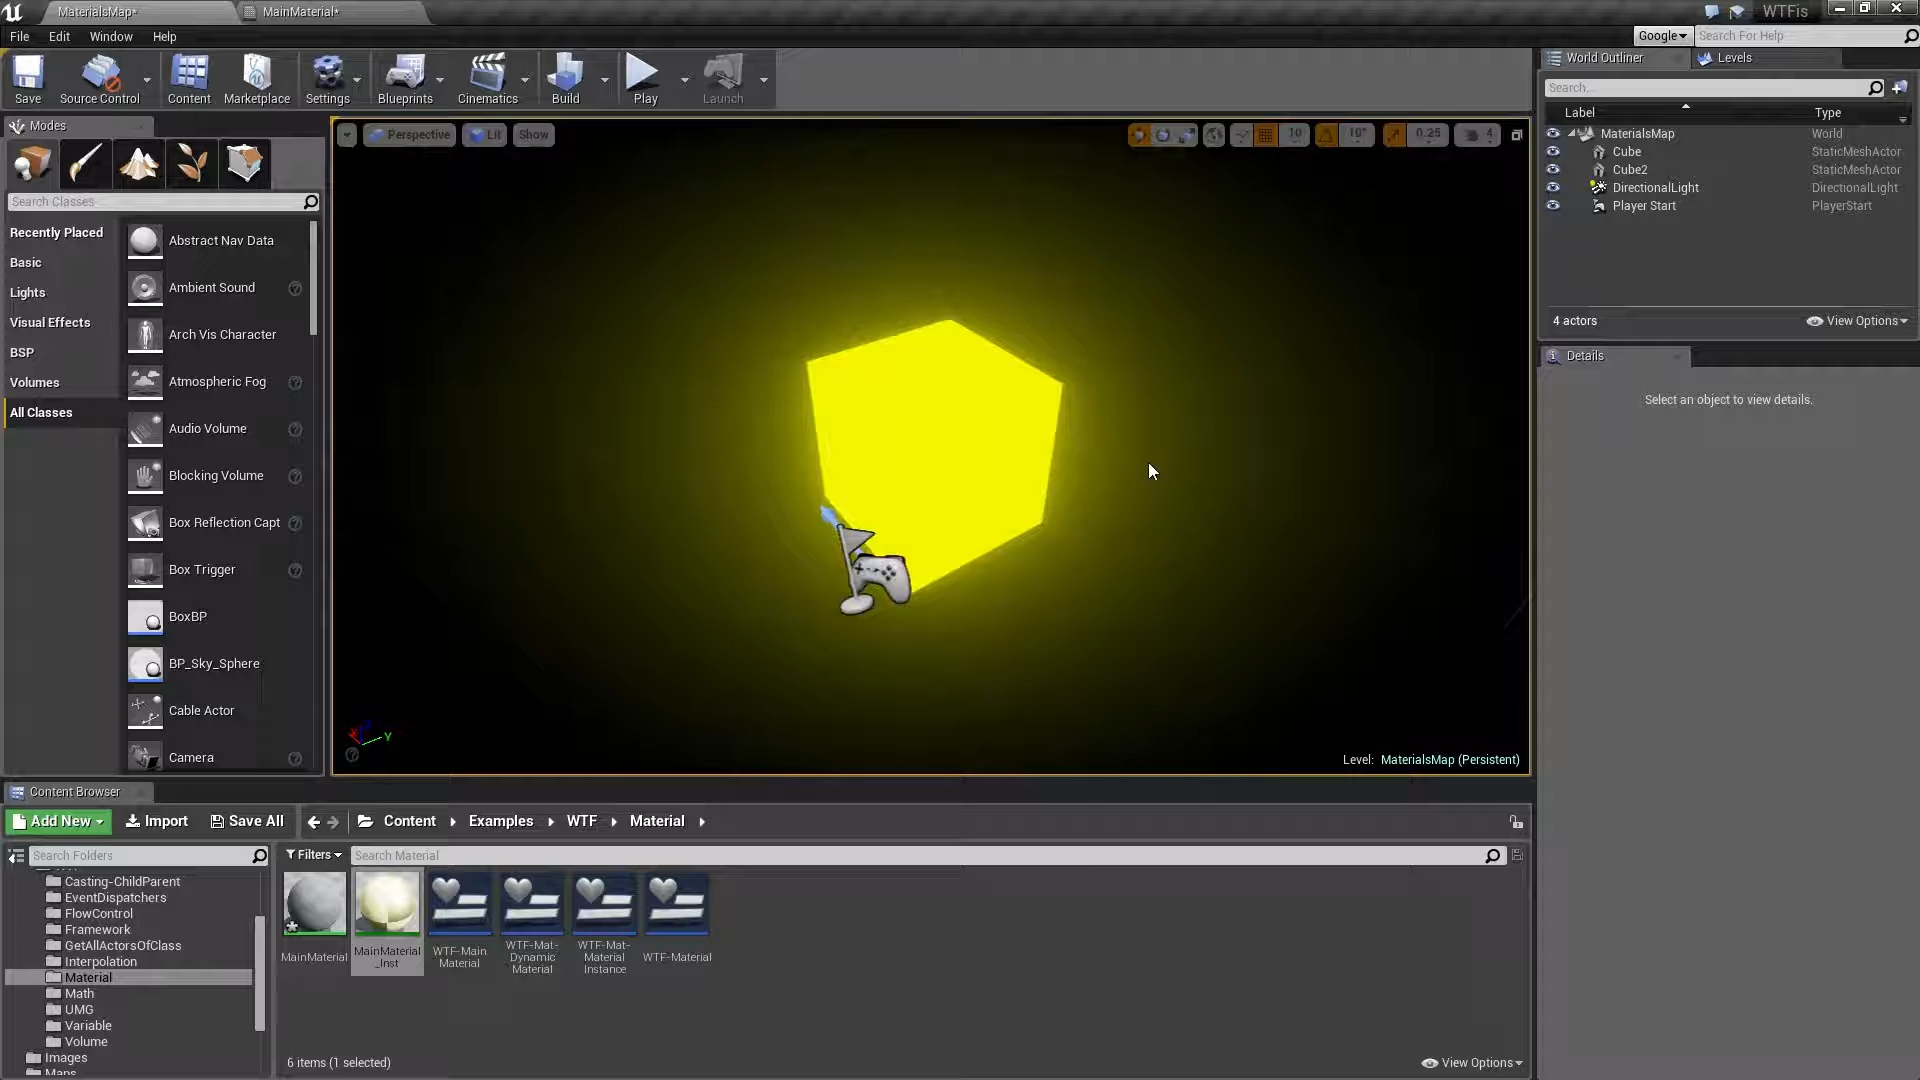 MaterialsMap*
MainMaterial*
WTFis
File
Edit
Window
Help
Google
Search For Help
Save
Source Control
Content
Marketplace
Settings
Blueprints
Cinematics
Build
Play
Launch
World Outliner
Levels
Search...
Label
Type
MaterialsMap
World
Cube
StaticMeshActor
Cube2
StaticMeshActor
DirectionalLight
DirectionalLight
Player Start
PlayerStart
4 actors
View Options
Details
Select an object to view details.
Modes
Search Classes
Recently Placed
Basic
Lights
Visual Effects
BSP
Volumes
All Classes
Abstract Nav Data
Ambient Sound
Arch Vis Character
Atmospheric Fog
Audio Volume
Blocking Volume
Box Reflection Capt
Box Trigger
BoxBP
BP_Sky_Sphere
Cable Actor
Camera
Perspective
Lit
Show
10
10°
0.25
4
Y
Level: MaterialsMap (Persistent)
Content Browser
Add New
Import
Save All
Content
Examples
WTF
Material
Search Folders
Filters
Search Material
Casting-ChildParent
EventDispatchers
FlowControl
Framework
GetAllActorsOfClass
Interpolation
Material
Math
UMG
Variable
Volume
Images
Maps
MainMaterial
MainMaterial
_Inst
WTF-Main
Material
WTF-Mat-
Dynamic
Material
WTF-Mat-
Material
Instance
WTF-Material
6 items (1 selected)
View Options